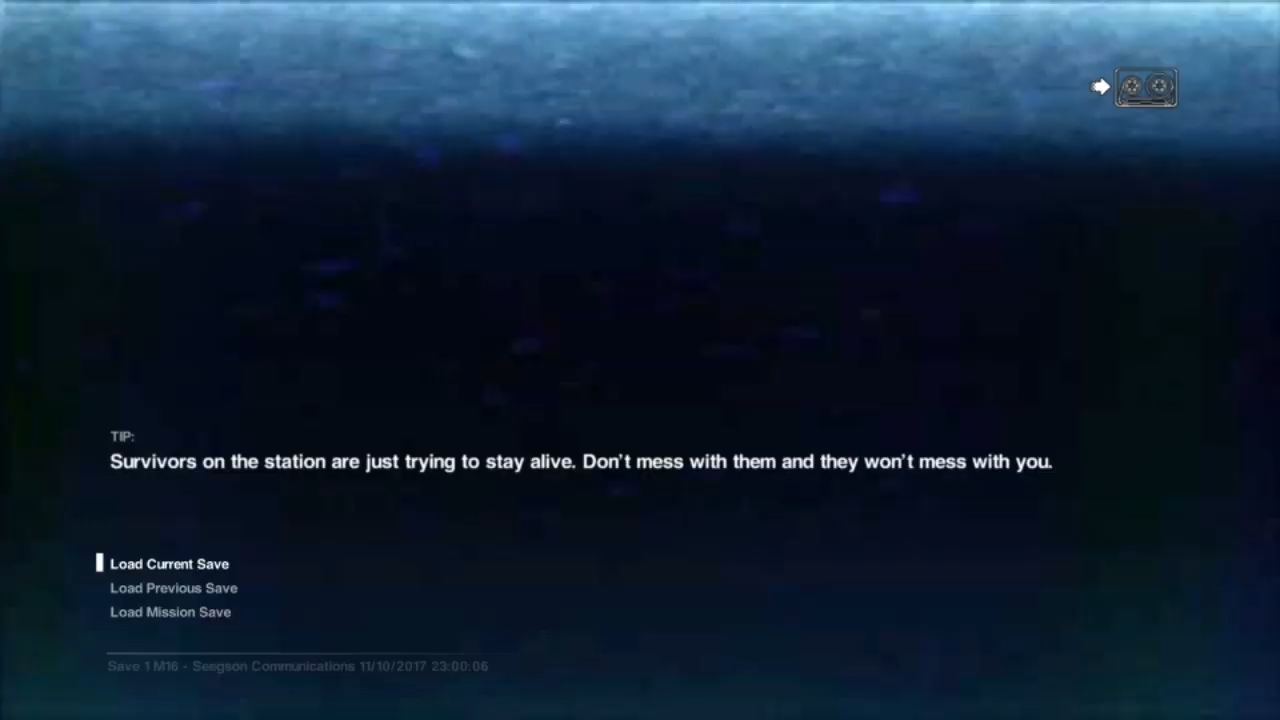 TIP:
Survivors on the station are just trying to stay alive. Don't mess with them and they won't mess with you.
Load Current Save
Load Previous Save
Load Mission Save
Save 1 M16 - Seegson Communications 11/10/2017 23:00:06